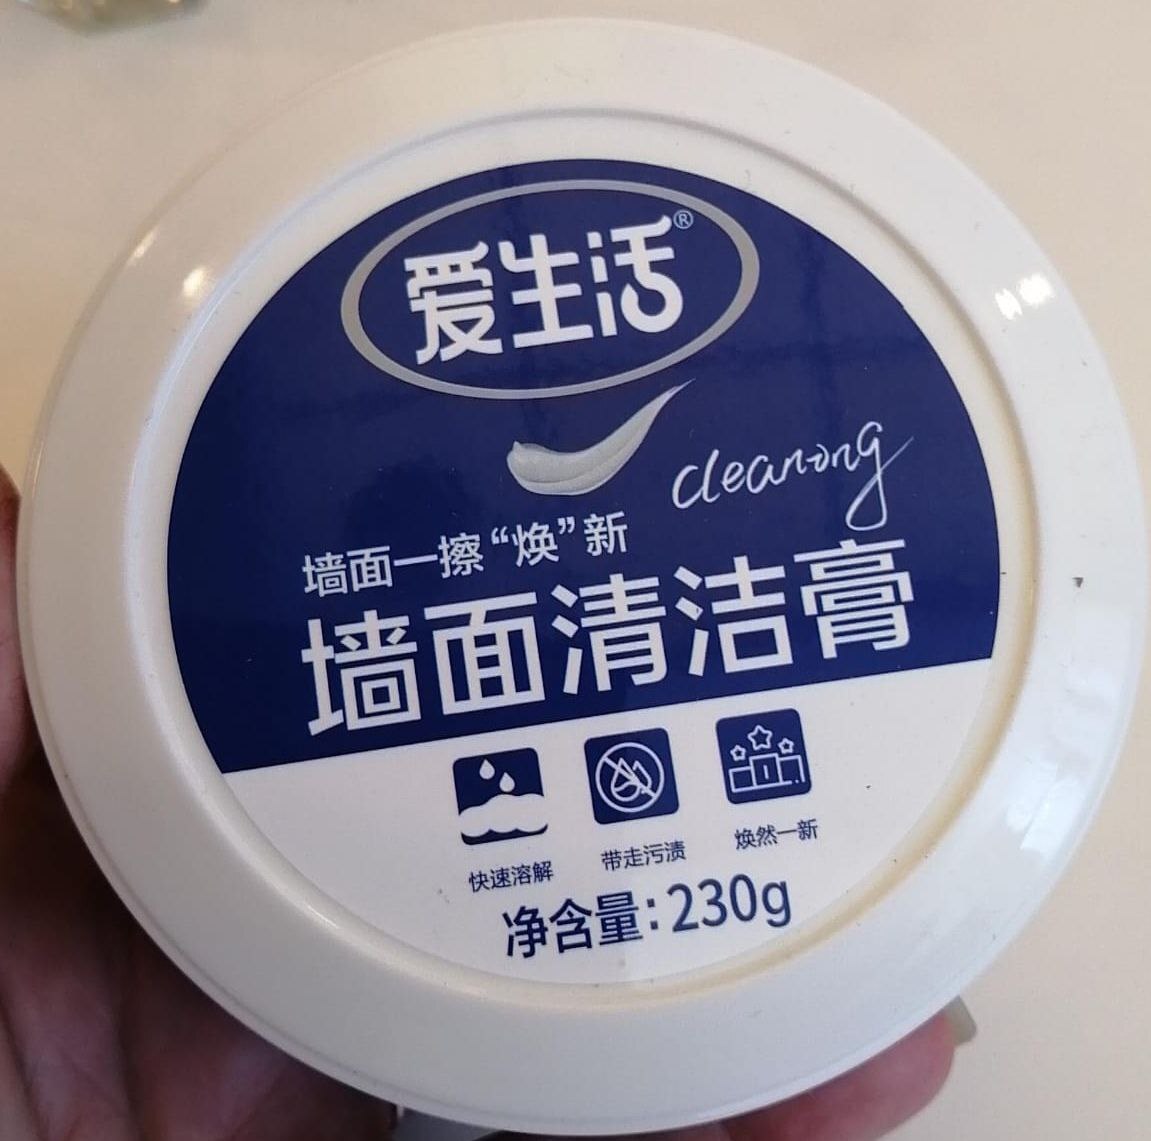 爱生活®
cleanong
墙面一擦“焕”新
墙面清洁膏
快速溶解 带走污渍 焕然一新
净含量:230g